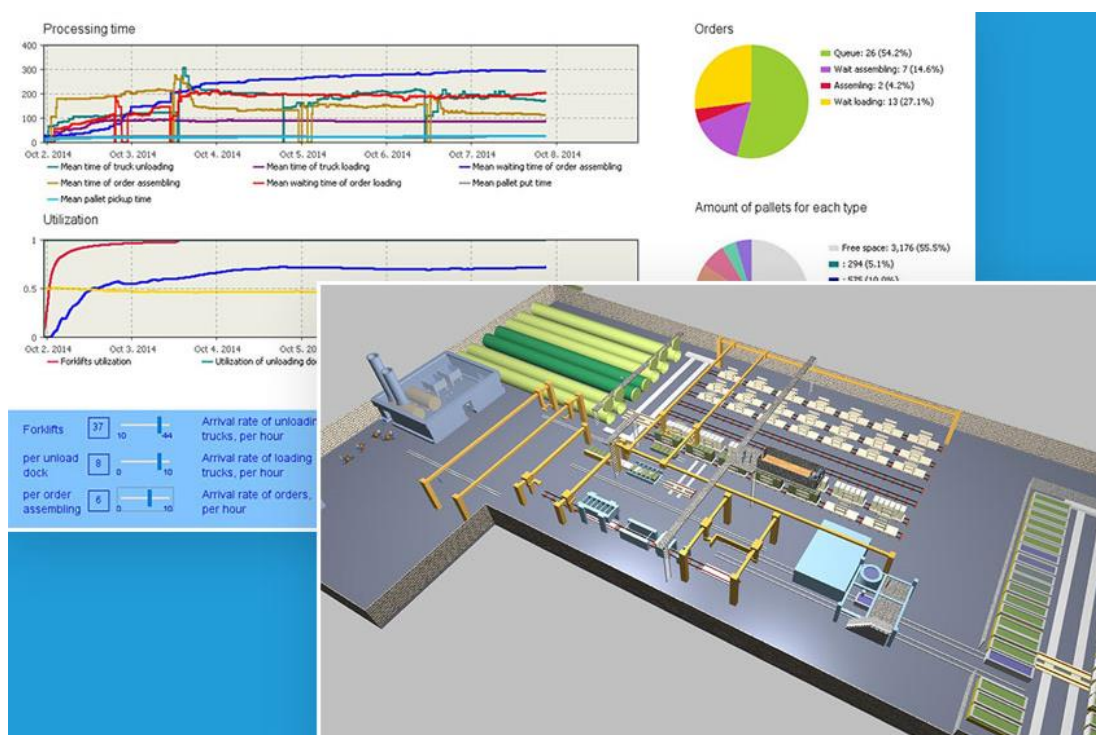 Processing time
400
300
200
100
0
Oct 2, 2014 Oct 3, 2014 Oct 4, 2014 Oct 5, 2014 Oct 6, 2014 Oct 7, 2014 Oct 8, 2014
Mean time of truck unloading Mean time of truck loading Mean waiting time of order assembling
Mean time of order assembling Mean waiting time of order loading Mean pallet put time
Mean pallet pickup time
Orders
Queue: 26 (54.2%)
Wait assembling: 7 (14.6%)
Assemling: 2 (4.2%)
Wait loading: 13 (27.1%)
Utilization
1
0.5
0
Oct 2, 2014 Oct 3, 2014 Oct 4, 2014 Oct 5,
Forklifts utilization Utilization of unloading do
Amount of pallets for each type
Free space: 3,176 (55.5%)
: 294 (5.1%)
: 575 (10.0%)
Forklifts 37 10 44 Arrival rate of unloadin
trucks, per hour
per unload
dock 8 0 10 Arrival rate of loading
trucks, per hour
per order
assembling 6 0 10 Arrival rate of orders,
per hour